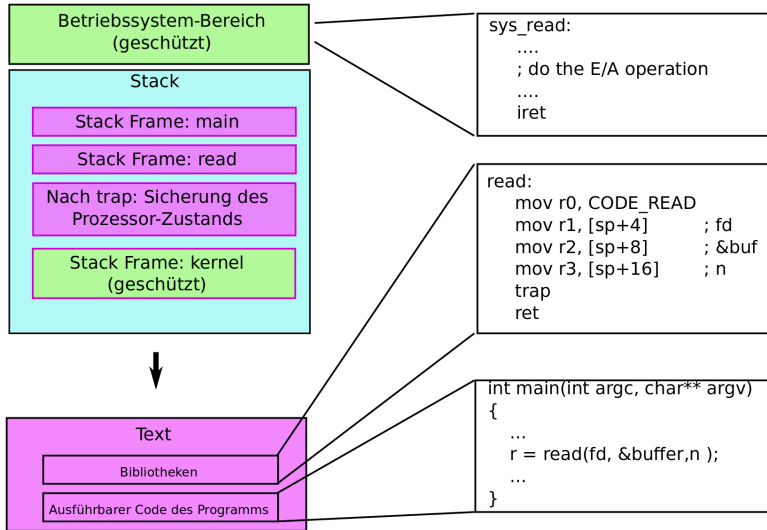 Betriebssystem-Bereich
(geschützt)
Stack
Stack Frame: main
Stack Frame: read
Nach trap: Sicherung des
Prozessor-Zustands
Stack Frame: kernel
(geschützt)
Text
Bibliotheken
Ausführbarer Code des Programms
sys_read:
....
; do the E/A operation
....
iret
read:
mov r0, CODE_READ
mov r1, [sp+4] ; fd
mov r2, [sp+8] ; &buf
mov r3, [sp+16] ; n
trap
ret
int main(int argc, char** argv)
{
...
r = read(fd, &buffer,n );
...
}